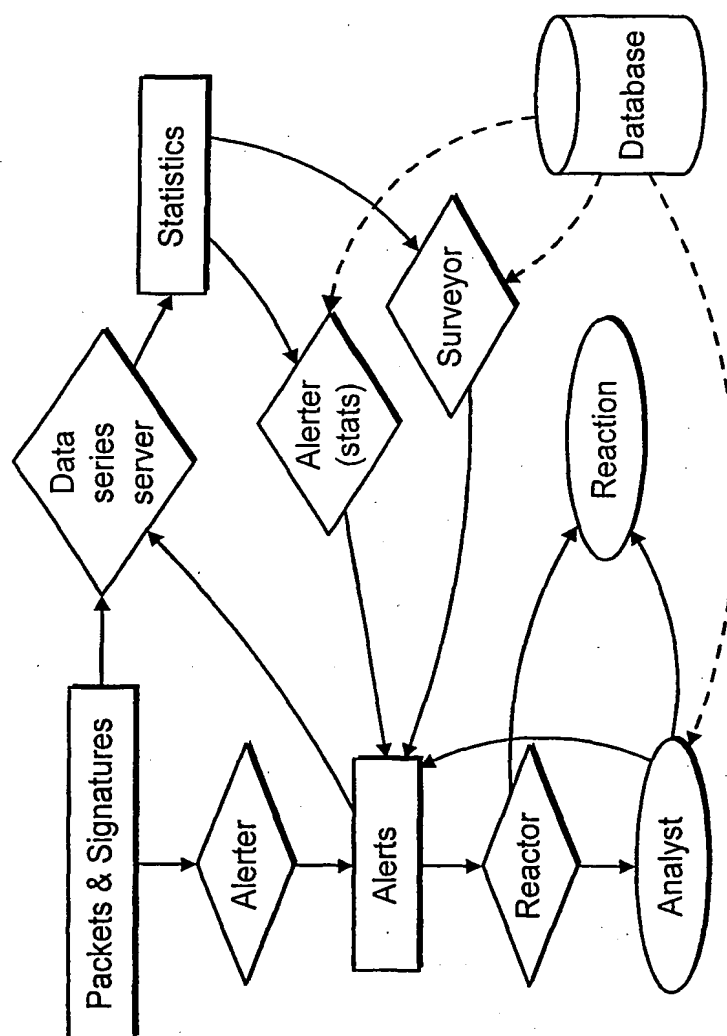 Packets & Signatures
Data
series
server
Statistics
Alerter
Alerter
(stats)
Surveyor
Database
Alerts
Reactor
Reaction
Analyst